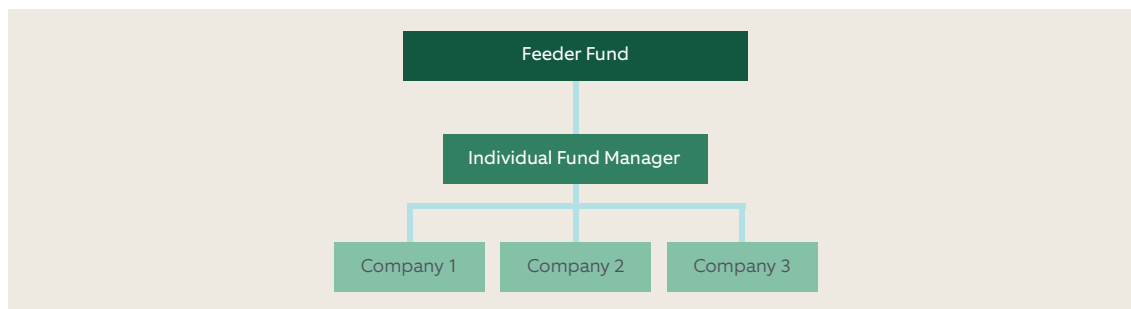 Feeder Fund
Individual Fund Manager
Company 1
Company 2
Company 3